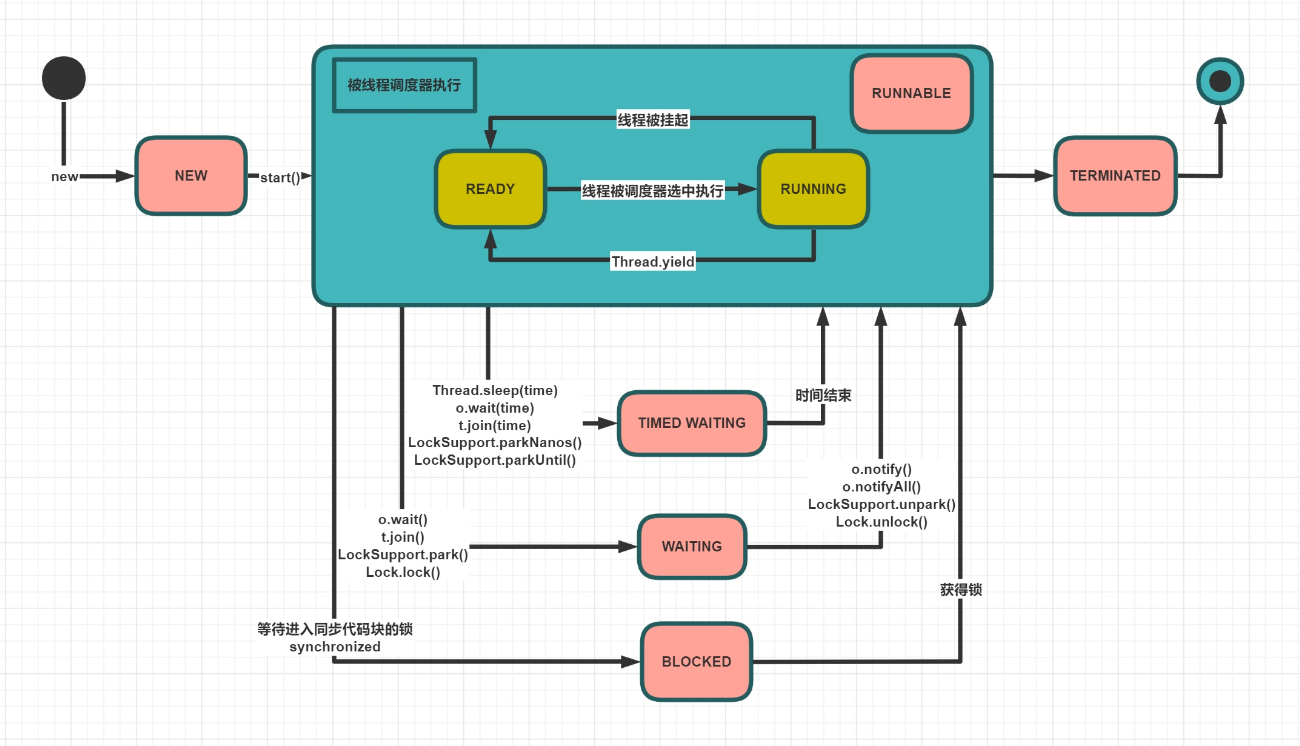 被线程调度器执行
RUNNABLE
线程被挂起
new
NEW
start()
READY
线程被调度器选中执行
RUNNING
TERMINATED
Thread.yield
Thread.sleep(time)
o.wait(time)
t.join(time)
LockSupport.parkNanos()
LockSupport.parkUntil()
TIMED WAITING
时间结束
o.notify()
o.notifyAll()
LockSupport.unpark()
Lock.unlock()
o.wait()
t.join()
LockSupport.park()
Lock.lock()
WAITING
获得锁
等待进入同步代码块的锁
synchronized
BLOCKED